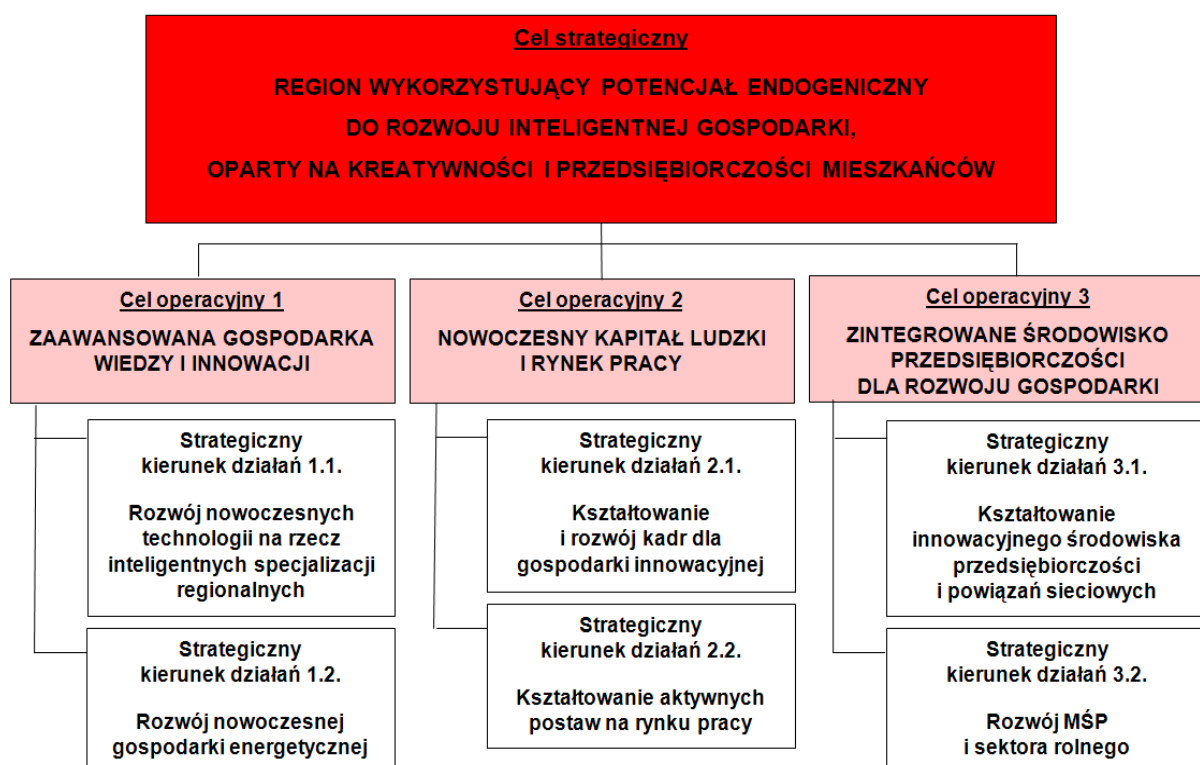 Cel strategiczny
REGION WYKORZYSTUJĄCY POTENCJAŁ ENDOGENICZNY
DO ROZWOJU INTELIGENTNEJ GOSPODARKI,
OPARTY NA KREATYWNOŚCI I PRZEDSIĘBIORCZOŚCI MIESZKAŃCÓW
Cel operacyjny 1
ZAAWANSOWANA GOSPODARKA
WIEDZY I INNOWACJI
Strategiczny
kierunek działań 1.1.
Rozwój nowoczesnych
technologii na rzecz
inteligentnych specjalizacji
regionalnych
Strategiczny
kierunek działań 1.2.
Rozwój nowoczesnej
gospodarki energetycznej
Cel operacyjny 2
NOWOCZESNY KAPITAŁ LUDZKI
I RYNEK PRACY
Strategiczny
kierunek działań 2.1.
Kształtowanie
i rozwój kadr dla
gospodarki innowacyjnej
Strategiczny
kierunek działań 2.2.
Kształtowanie aktywnych
postaw na rynku pracy
Cel operacyjny 3
ZINTEGROWANE ŚRODOWISKO
PRZEDSIĘBIORCZOŚCI
DLA ROZWOJU GOSPODARKI
Strategiczny
kierunek działań 3.1.
Kształtowanie
innowacyjnego środowiska
przedsiębiorczości
i powiązań sieciowych
Strategiczny
kierunek działań 3.2.
Rozwój MŚP
i sektora rolnego